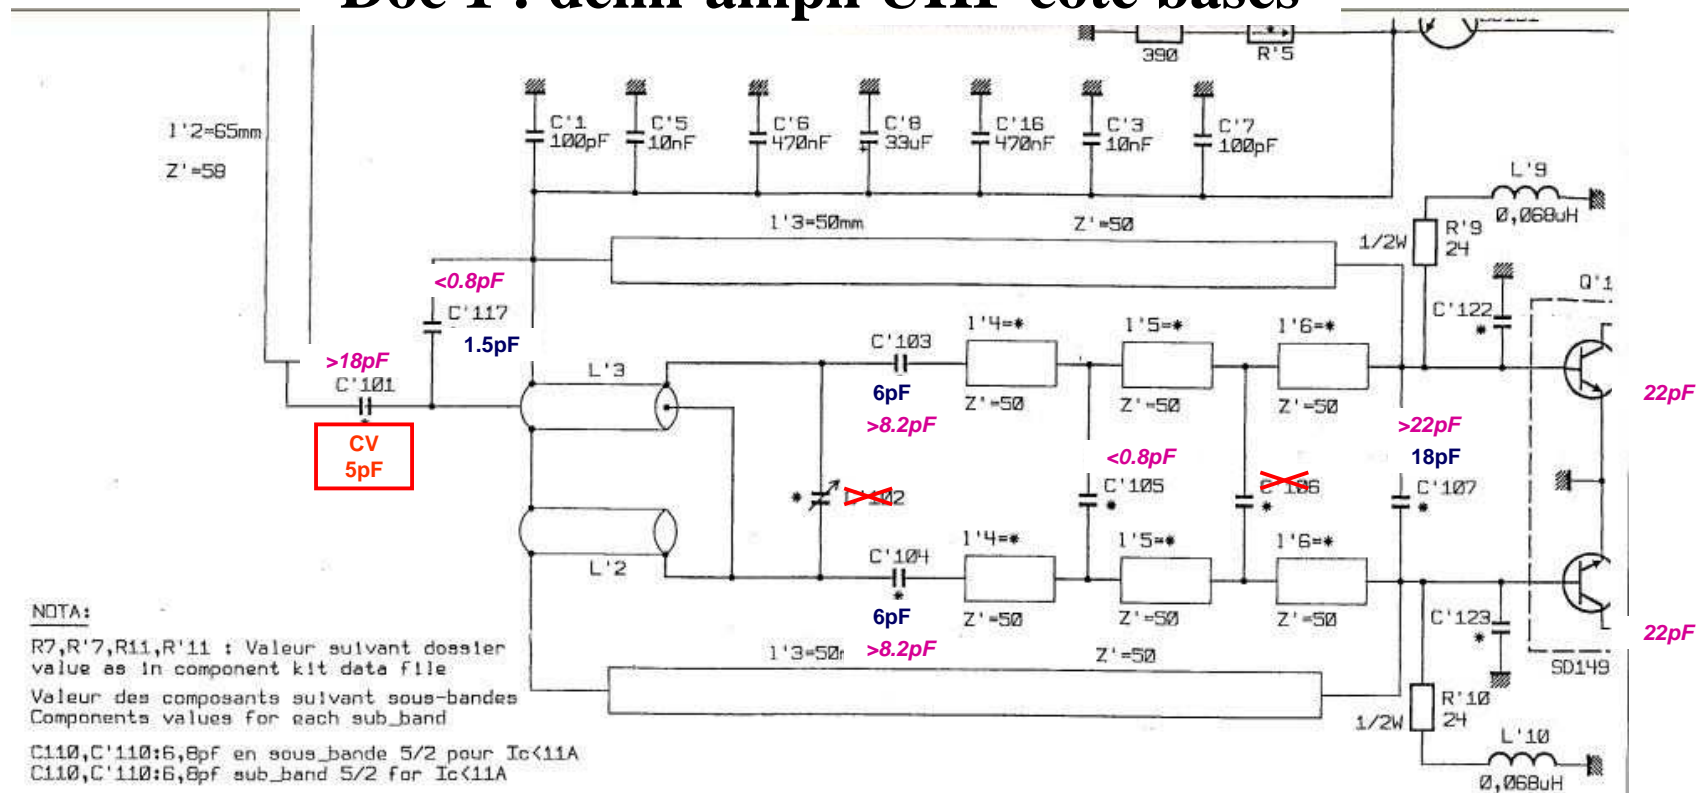 390
R'5
C'1
100pF
C'5
10nF
C'6
470nF
C'8
33uF
C'16
470nF
C'3
10nF
C'7
100pF
l'2=65mm
Z'=58
L'9
0,068uH
l'3=50mm
Z'=50
1/2W
R'9
24
<0.8pF
C'117
1.5pF
C'122
*
Q'1
>18pF
C'101
*
CV
5pF
L'3
C'103
6pF
>8.2pF
l'4=*
Z'=50
l'5=*
Z'=50
l'6=*
Z'=50
22pF
<0.8pF
C'105
*
>22pF
18pF
C'107
*
*
C'106
*
L'2
C'104
*
6pF
>8.2pF
l'4=*
Z'=50
l'5=*
Z'=50
l'6=*
Z'=50
C'123
*
22pF
SD149
l'3=50
Z'=50
1/2W
R'10
24
L'10
0,068uH
NOTA:
R7,R'7,R11,R'11 : Valeur suivant dossier
value as in component kit data file
Valeur des composants suivant sous-bandes
Components values for each sub_band
C110,C'110:6,8pf en sous_bande 5/2 pour Ic<11A
C110,C'110:6,8pf sub_band 5/2 for Ic<11A